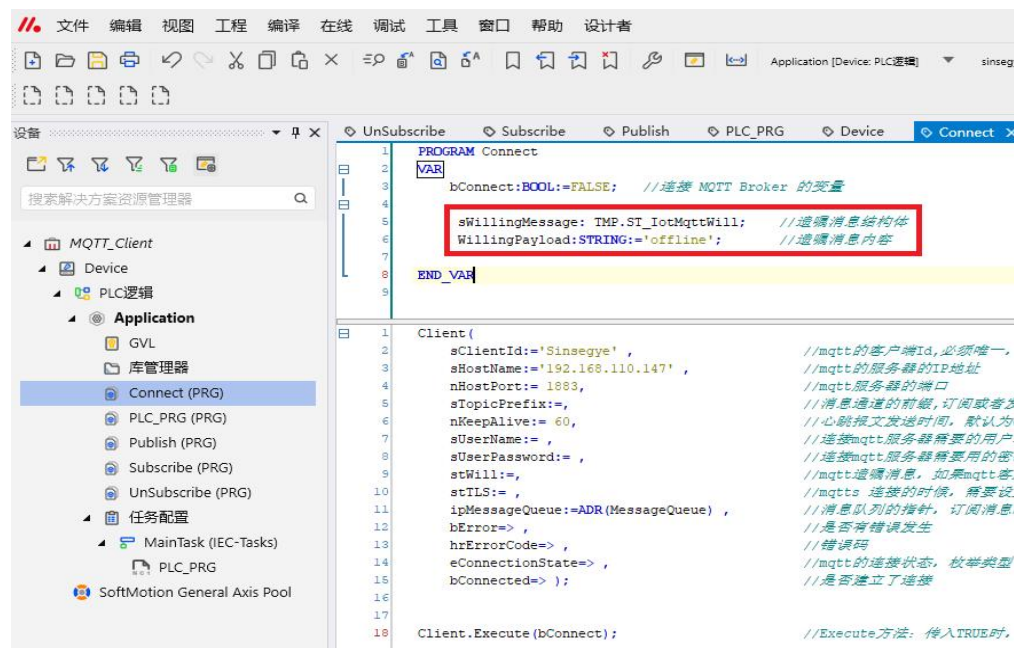 文件 编辑 视图 工程 编译 在线 调试 工具 窗口 帮助 设计者
Application [Device: PLC逻辑] sinseg
设备
搜索解决方案资源管理器
MQTT_Client
Device
PLC逻辑
Application
GVL
库管理器
Connect (PRG)
PLC_PRG (PRG)
Publish (PRG)
Subscribe (PRG)
UnSubscribe (PRG)
任务配置
MainTask (IEC-Tasks)
PLC_PRG
SoftMotion General Axis Pool
UnSubscribe Subscribe Publish PLC_PRG Device Connect
1 PROGRAM Connect
2 VAR
3 bConnect:BOOL:=FALSE; //连接 MQTT Broker 的变量
4
5 sWillingMessage: TMP.ST_IotMqttWill; //遗嘱消息结构体
6 WillingPayload:STRING:='offline'; //遗嘱消息内容
7
8 END_VAR
9
1 Client(
2 sClientId:='Sinsegye' , //mqtt的客户端Id,必须唯一,
3 sHostName:='192.168.110.147' , //mqtt的服务器的IP地址
4 nHostPort:= 1883, //mqtt服务器的端口
5 sTopicPrefix:=, //消息通道的前缀,订阅或者发
6 nKeepAlive:= 60, //心跳报文发送时间，默认为
7 sUserName:= , //连接mqtt服务器需要的用户
8 sUserPassword:= , //连接mqtt服务器需要用的密
9 stWill:=, //mqtt遗嘱消息，如果mqtt客
10 stTLS:= , //mqtts 连接的时候，需要设
11 ipMessageQueue:=ADR(MessageQueue) , //消息队列的指针，订阅消息
12 bError=> , //是否有错误发生
13 hrErrorCode=> , //错误码
14 eConnectionState=> , //mqtt的连接状态，枚举类型
15 bConnected=> ); //是否建立了连接
16
17
18 Client.Execute(bConnect); //Execute方法：传入TRUE时，